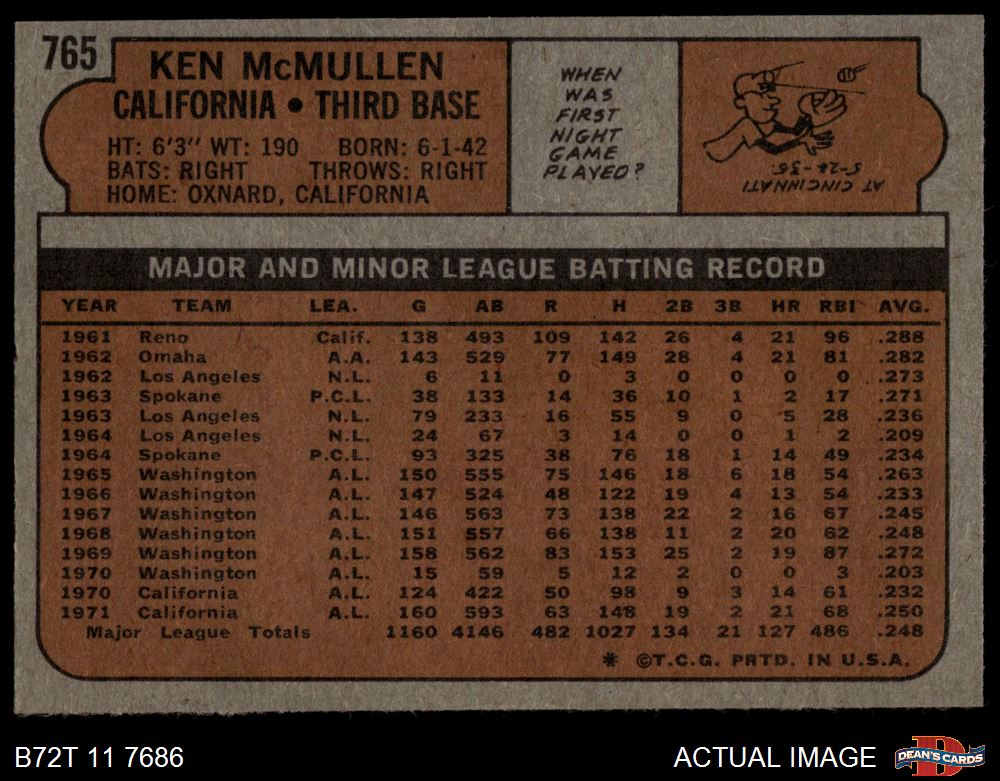 765
KEN McMULLEN
CALIFORNIA • THIRD BASE
HT: 6'3" WT: 190 BORN: 6-1-42
BATS: RIGHT THROWS: RIGHT
HOME: OXNARD, CALIFORNIA
WHEN
WAS
FIRST
NIGHT
GAME
PLAYED?
AT CINCINNATI
5-24-35
MAJOR AND MINOR LEAGUE BATTING RECORD
YEAR TEAM LEA. G AB R H 2B 3B HR RBI AVG.
1961 Reno Calif. 138 493 109 142 26 4 21 96 .288
1962 Omaha A.A. 143 529 77 149 28 4 21 81 .282
1962 Los Angeles N.L. 6 11 0 3 0 0 0 0 .273
1963 Spokane P.C.L. 38 133 14 36 10 1 2 17 .271
1963 Los Angeles N.L. 79 233 16 55 9 0 5 28 .236
1964 Los Angeles N.L. 24 67 3 14 0 0 1 2 .209
1964 Spokane P.C.L. 93 325 38 76 18 1 14 49 .234
1965 Washington A.L. 150 555 75 146 18 6 18 54 .263
1966 Washington A.L. 147 524 48 122 19 4 13 54 .233
1967 Washington A.L. 146 563 73 138 22 2 16 67 .245
1968 Washington A.L. 151 557 66 138 11 2 20 62 .248
1969 Washington A.L. 158 562 83 153 25 2 19 87 .272
1970 Washington A.L. 15 59 5 12 2 0 0 3 .203
1970 California A.L. 124 422 50 98 9 3 14 61 .232
1971 California A.L. 160 593 63 148 19 2 21 68 .250
Major League Totals 1160 4146 482 1027 134 21 127 486 .248
* ©T.C.G. PRTD. IN U.S.A.
B72T 11 7686
ACTUAL IMAGE
D
DEAN'S CARDS